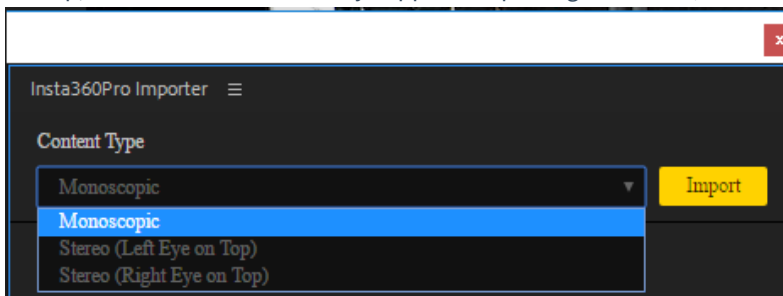 Insta360Pro Importer
Content Type
Monoscopic
Import
Monoscopic
Stereo (Left Eye on Top)
Stereo (Right Eye on Top)